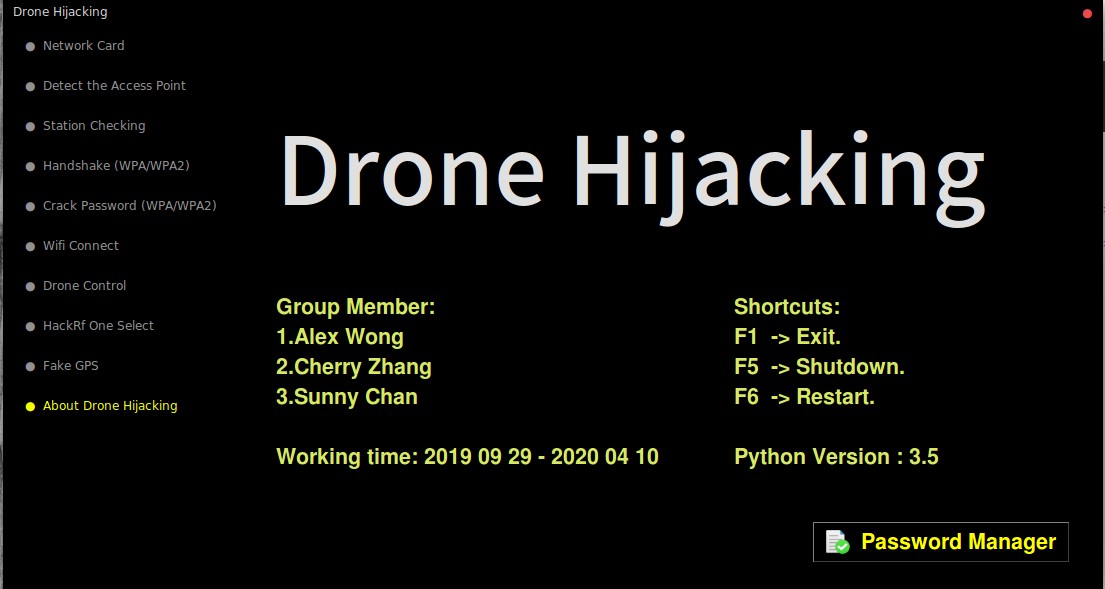 Drone Hijacking
Network Card
Detect the Access Point
Station Checking
Handshake (WPA/WPA2)
Crack Password (WPA/WPA2)
Wifi Connect
Drone Control
HackRf One Select
Fake GPS
About Drone Hijacking
Drone Hijacking
Group Member:
1.Alex Wong
2.Cherry Zhang
3.Sunny Chan
Working time: 2019 09 29 - 2020 04 10
Shortcuts:
F1 -> Exit.
F5 -> Shutdown.
F6 -> Restart.
Python Version : 3.5
Password Manager